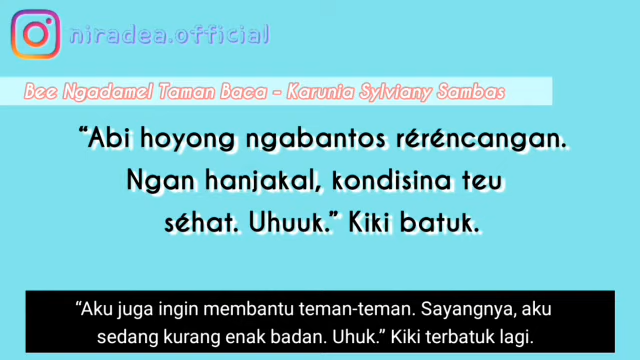 niradea.official
Bee Ngadamel Taman Baca - Karunia Sylviany Sambas
“Abi hoyong ngabantos réréncangan.
Ngan hanjakal, kondisina teu
séhat. Uhuuk.” Kiki batuk.
“Aku juga ingin membantu teman-teman. Sayangnya, aku
sedang kurang enak badan. Uhuk.” Kiki terbatuk lagi.